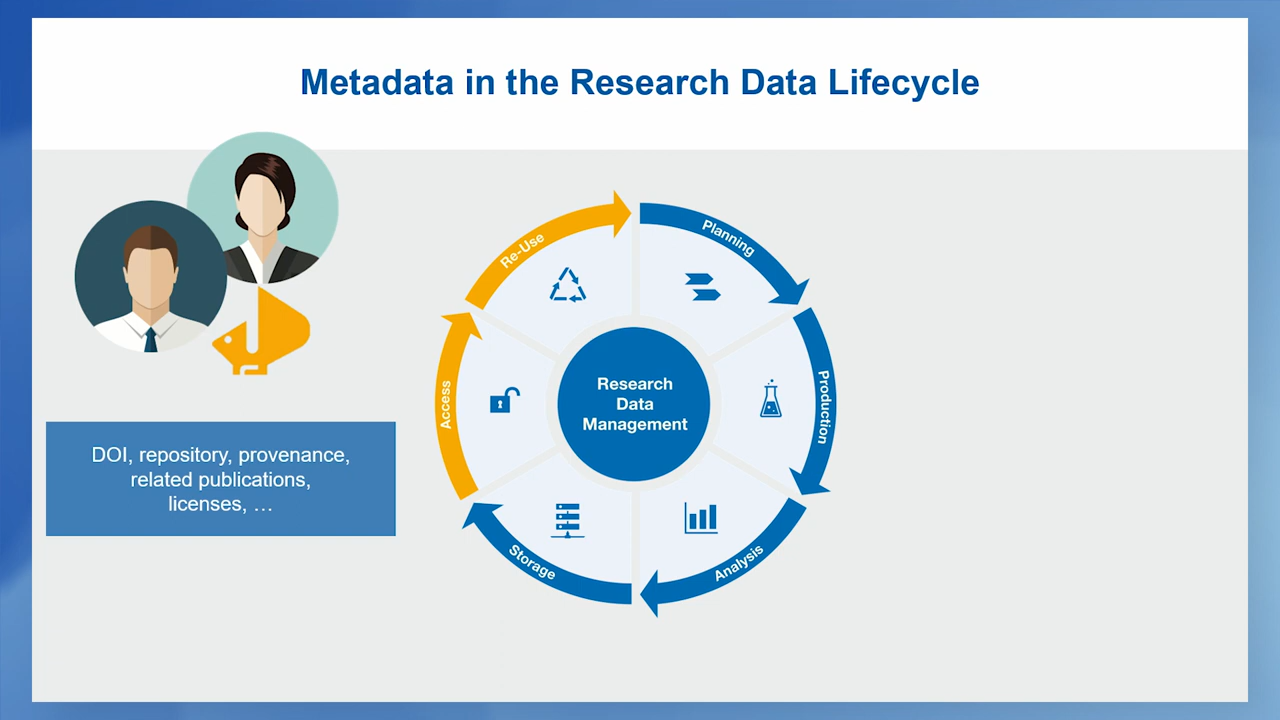 Metadata in the Research Data Lifecycle
DOI, repository, provenance,
related publications,
licenses, …
Re-Use
Planning
Access
Production
Research
Data
Management
Storage
Analysis